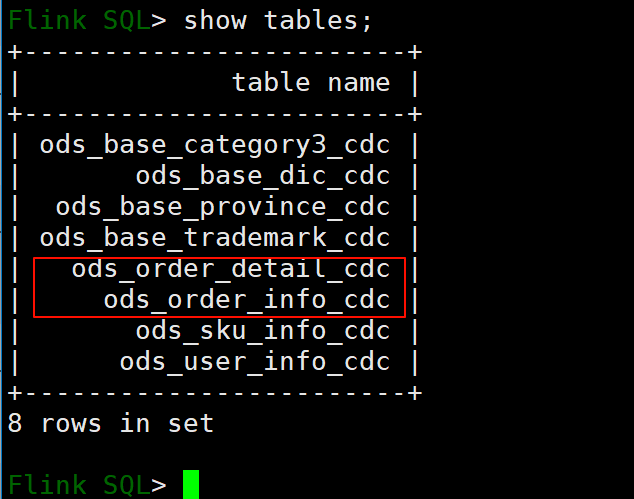 Flink SQL> show tables;
+------------------------+
|             table name |
+------------------------+
| ods_base_category3_cdc |
|       ods_base_dic_cdc |
|  ods_base_province_cdc |
| ods_base_trademark_cdc |
|   ods_order_detail_cdc |
|     ods_order_info_cdc |
|       ods_sku_info_cdc |
|      ods_user_info_cdc |
+------------------------+
8 rows in set
Flink SQL>